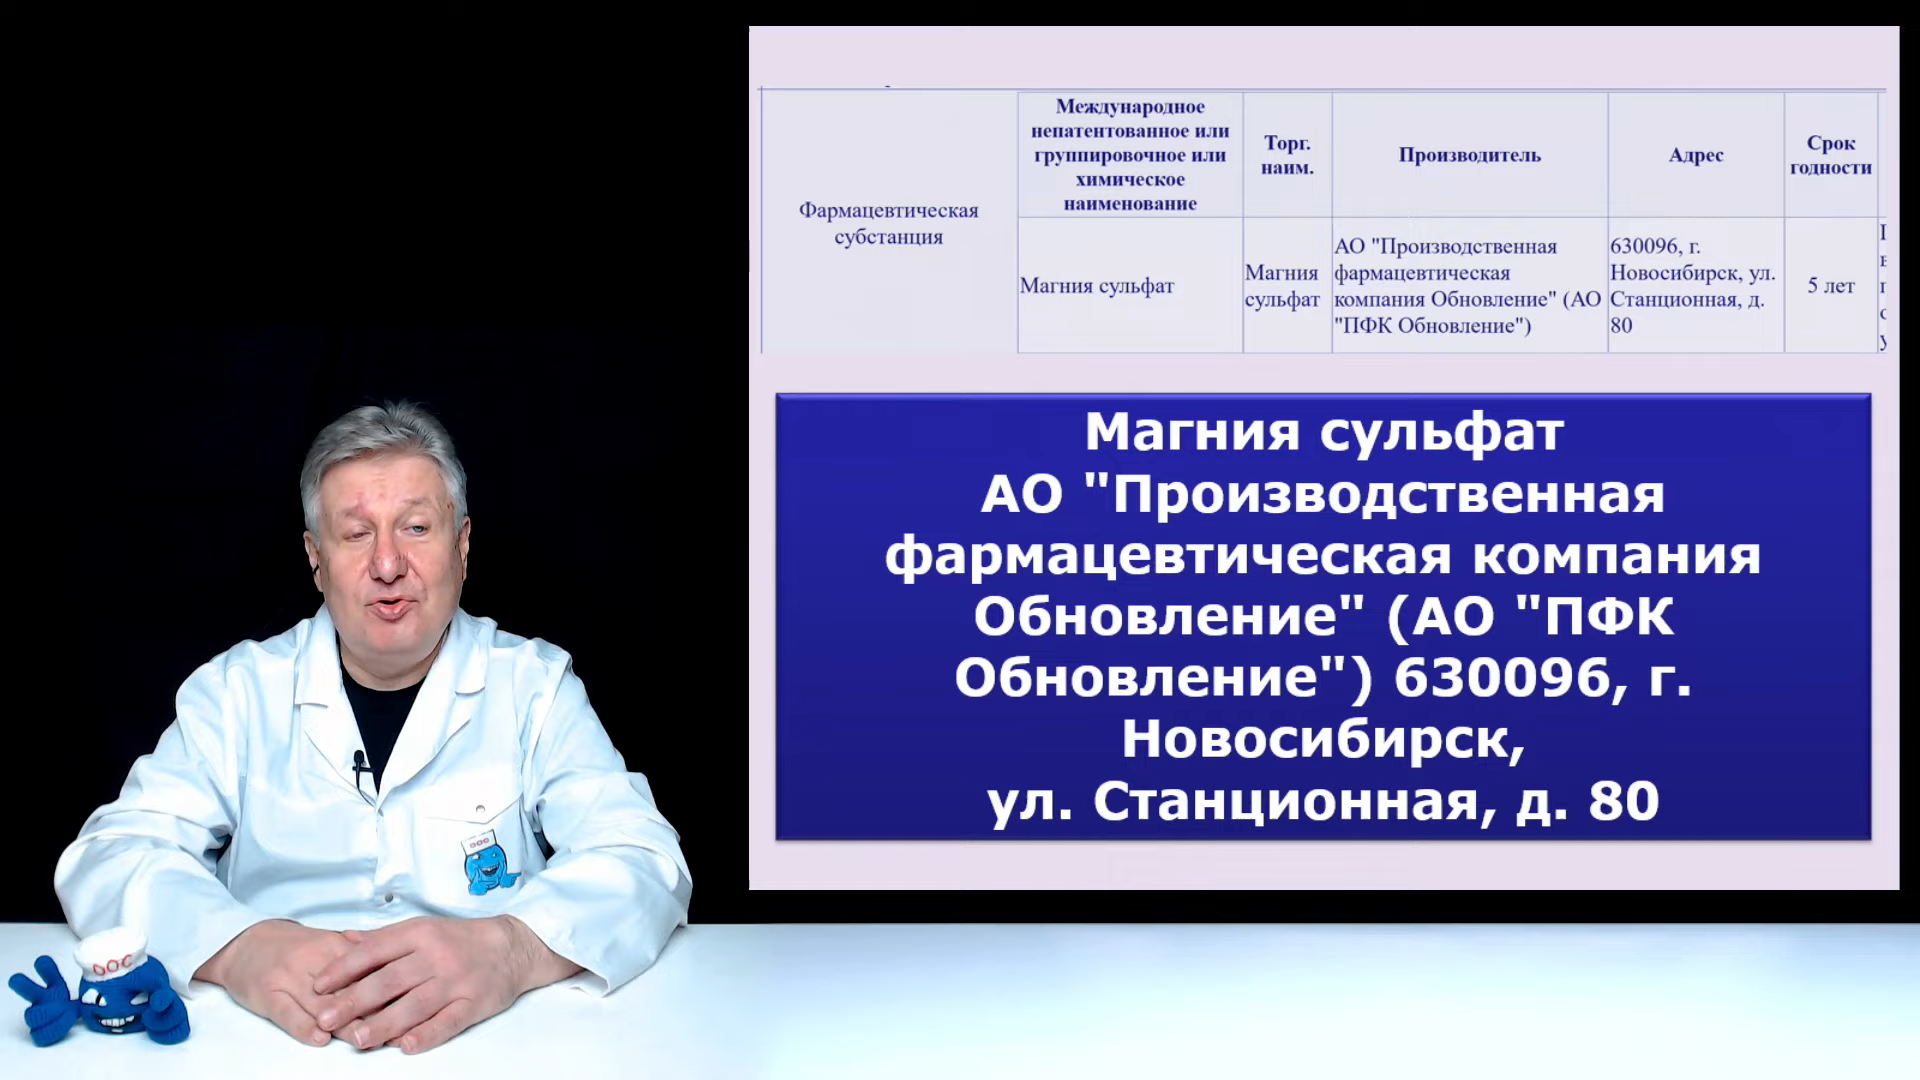 Фармацевтическая
субстанция
Международное
непатентованное или
группировочное или
химическое
наименование
Торг.
наим.
Производитель
Адрес
Срок
годности
Магния сульфат
Магния
сульфат
АО "Производственная
фармацевтическая
компания Обновление" (АО
"ПФК Обновление")
630096, г.
Новосибирск, ул.
Станционная, д.
80
5 лет
Магния сульфат
АО "Производственная
фармацевтическая компания
Обновление" (АО "ПФК
Обновление") 630096, г.
Новосибирск,
ул. Станционная, д. 80
DOC